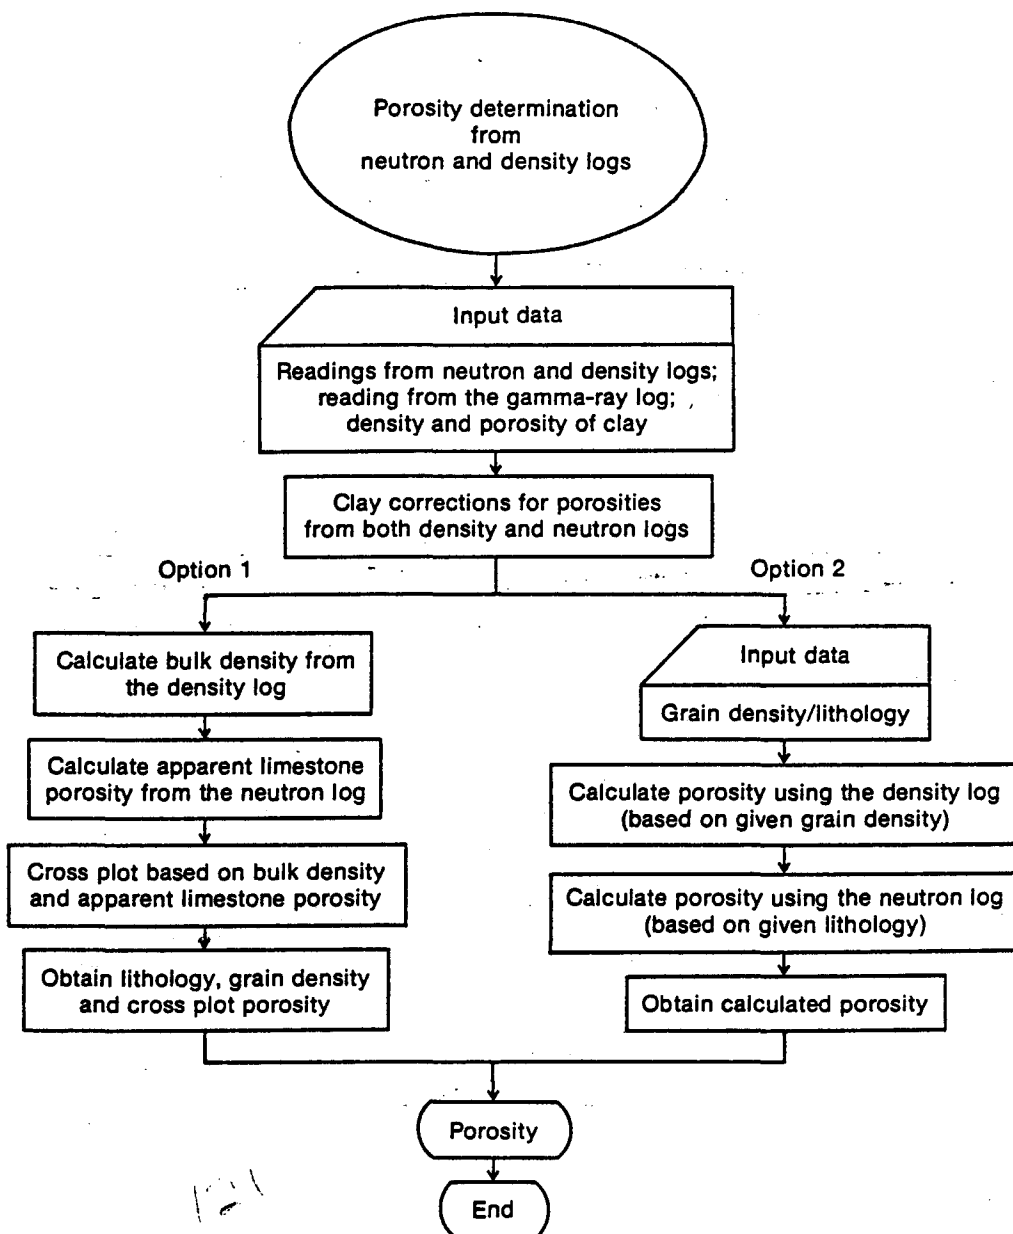 Porosity determination
from
neutron and density logs
Input data
Readings from neutron and density logs;
reading from the gamma-ray log;
density and porosity of clay
Clay corrections for porosities
from both density and neutron logs
Option 1
Calculate bulk density from
the density log
Calculate apparent limestone
porosity from the neutron log
Cross plot based on bulk density
and apparent limestone porosity
Obtain lithology, grain density
and cross plot porosity
Option 2
Input data
Grain density/lithology
Calculate porosity using the density log
(based on given grain density)
Calculate porosity using the neutron log
(based on given lithology)
Obtain calculated porosity
Porosity
End